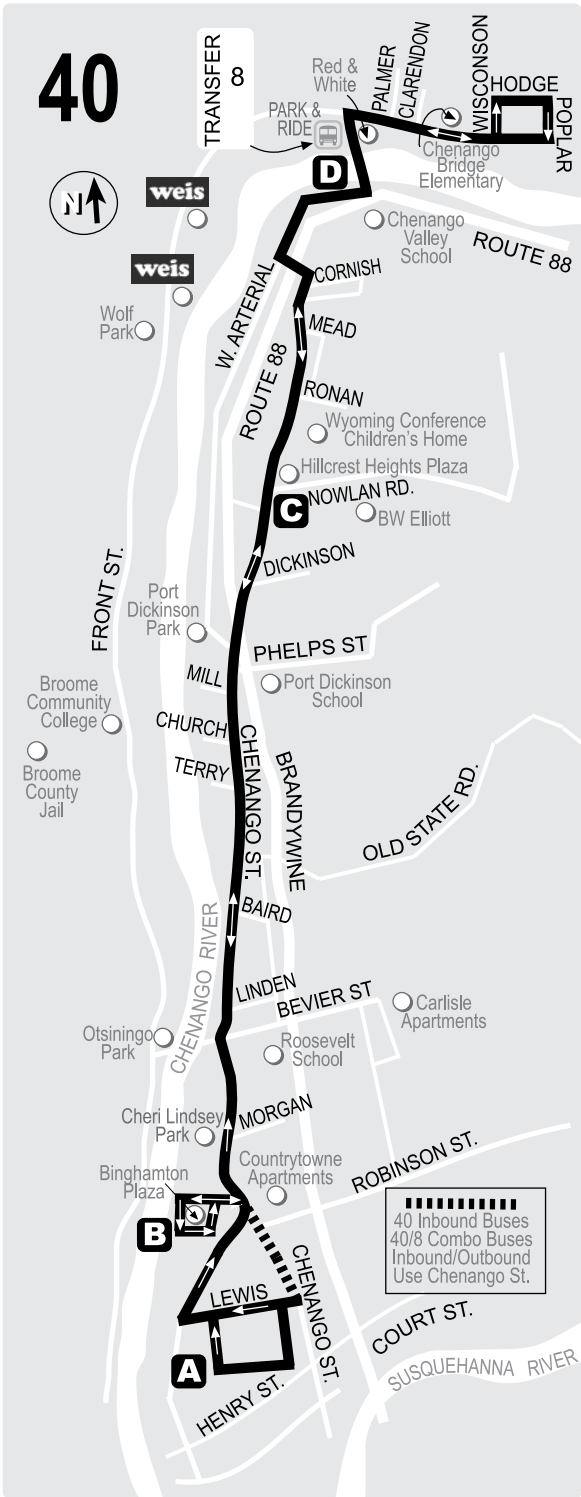 40
TRANSFER
8
Red &
White
PALMER
CLARENDON
WISCONSON
HODGE
POPLAR
PARK &
RIDE
D
Chenango
Bridge
Elementary
N
weis
weis
Chenango
Valley
School
ROUTE 88
CORNISH
W. ARTERIAL
Wolf
Park
MEAD
ROUTE 88
RONAN
Wyoming Conference
Children's Home
Hillcrest Heights Plaza
NOWLAN RD.
C
BW Elliott
DICKINSON
FRONT ST.
Port
Dickinson
Park
PHELPS ST
MILL
Port Dickinson
School
Broome
Community
College
CHURCH
CHENANGO ST.
BRANDYWINE
TERRY
Broome
County
Jail
OLD STATE RD.
BAIRD
CHENANGO RIVER
LINDEN
BEVIER ST
Carlisle
Apartments
Otsiningo
Park
Roosevelt
School
MORGAN
Cheri Lindsey
Park
Countrytowne
Apartments
ROBINSON ST.
Binghamton
Plaza
B
40 Inbound Buses
40/8 Combo Buses
Inbound/Outbound
Use Chenango St.
LEWIS
CHENANGO ST.
COURT ST.
A
SUSQUEHANNA RIVER
HENRY ST.